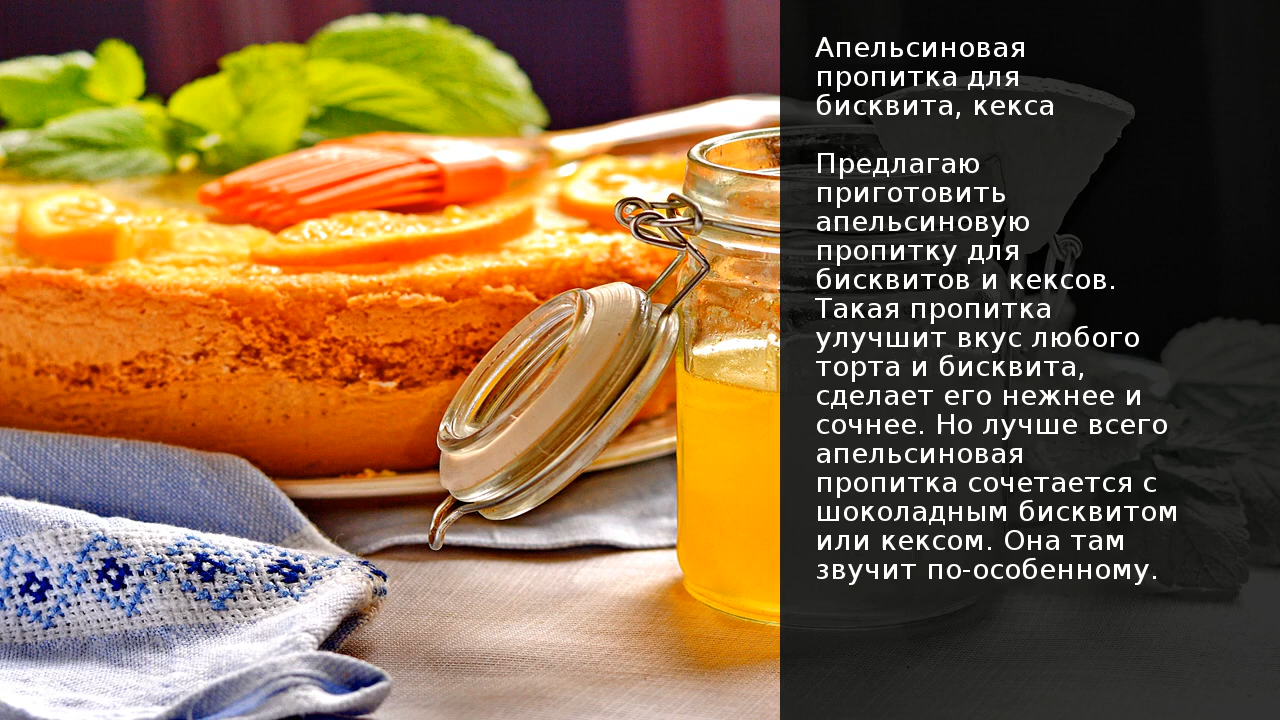 Апельсиновая
пропитка для
бисквита, кекса
Предлагаю
приготовить
апельсиновую
пропитку для
бисквитов и кексов.
Такая пропитка
улучшит вкус любого
торта и бисквита,
сделает его нежнее и
сочнее. Но лучше всего
апельсиновая
пропитка сочетается с
шоколадным бисквитом
или кексом. Она там
звучит по-особенному.